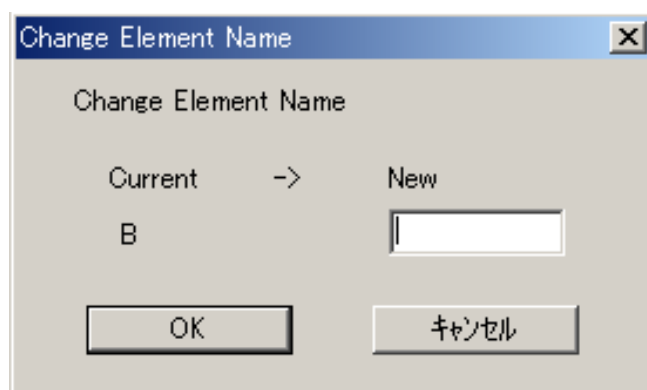 Change Element Name
Change Element Name
Current -> New
B
OK キャンセル